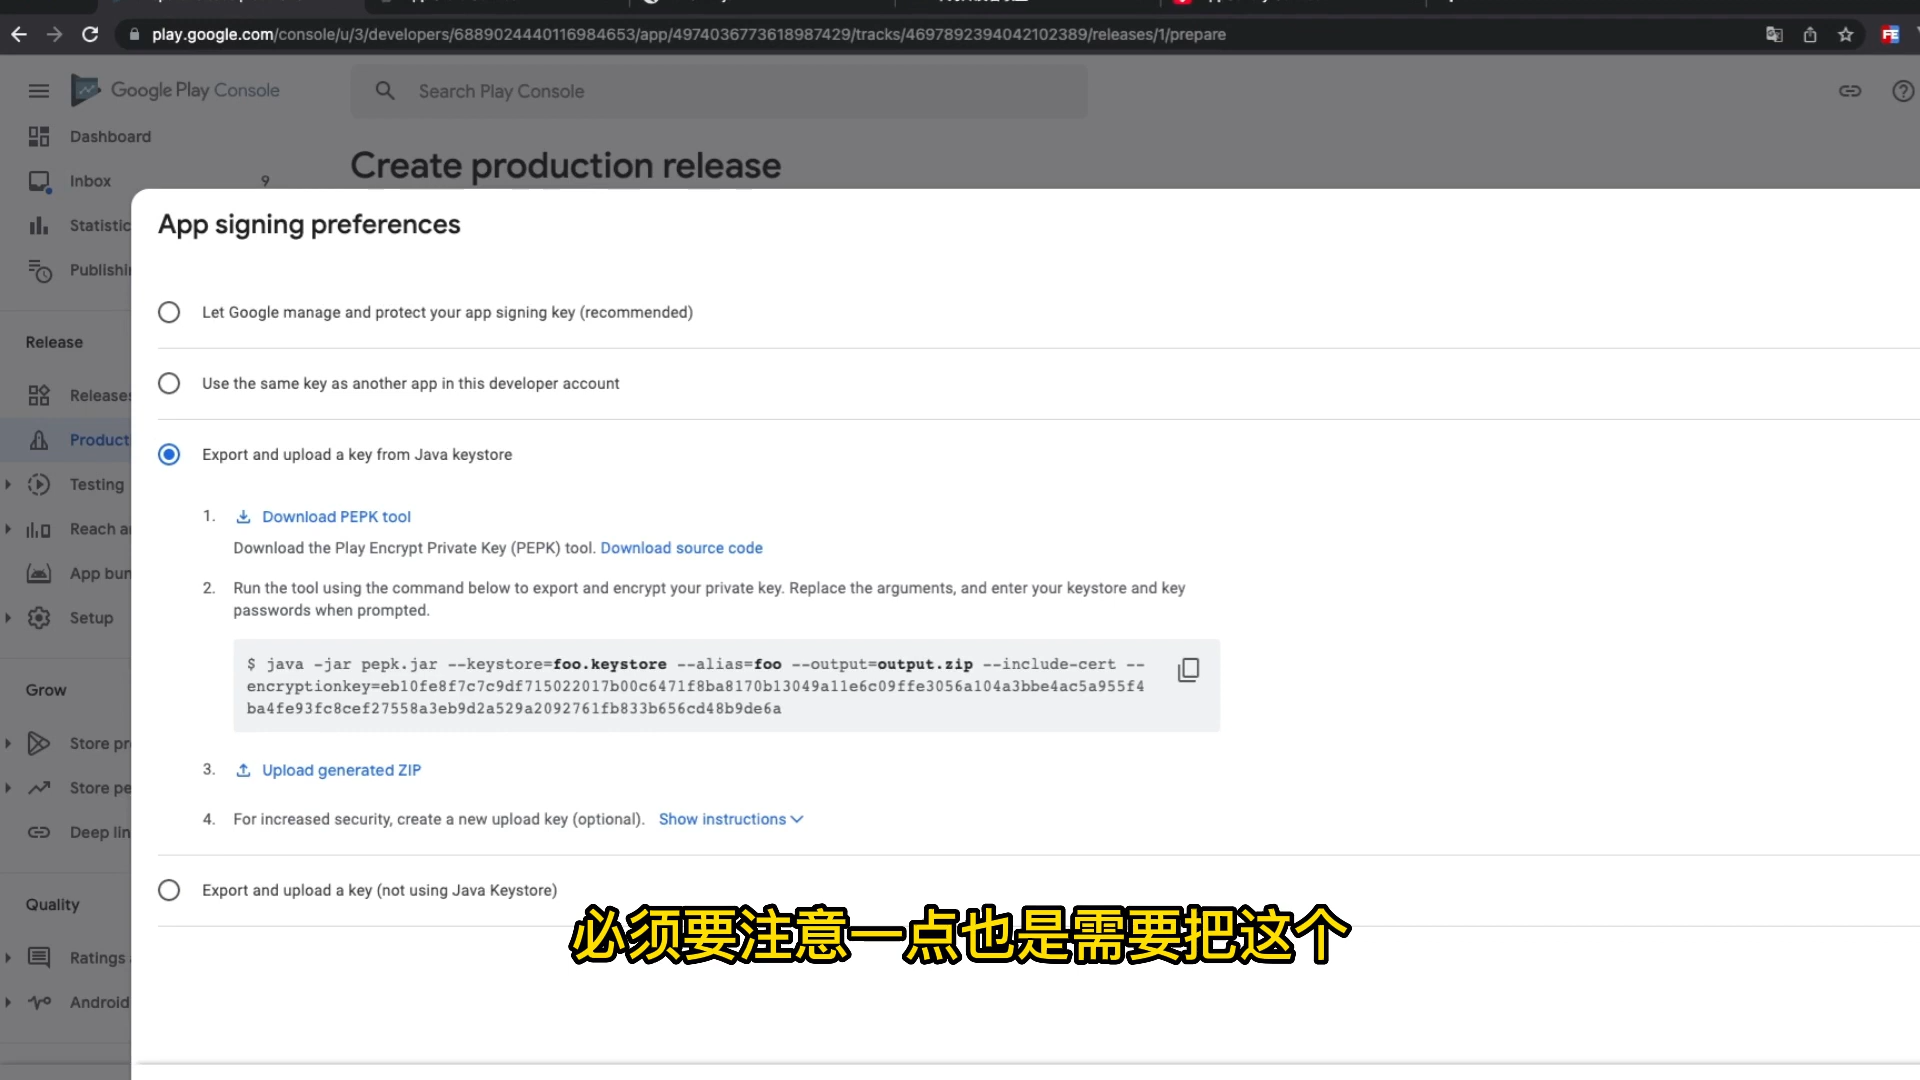 play.google.com/console/u/3/developers/6889024440116984653/app/4974036773618987429/tracks/4697892394042102389/releases/1/prepare
FE
Google Play Console
Search Play Console
Dashboard
Create production release
Inbox
9
App signing preferences
Statistic
Publishi
Let Google manage and protect your app signing key (recommended)
Release
Use the same key as another app in this developer account
Releases
Product
Export and upload a key from Java keystore
Testing
1. Download PEPK tool
Reach a
Download the Play Encrypt Private Key (PEPK) tool. Download source code
App bun
2. Run the tool using the command below to export and encrypt your private key. Replace the arguments, and enter your keystore and key
passwords when prompted.
Setup
$ java -jar pepk.jar --keystore=foo.keystore --alias=foo --output=output.zip --include-cert --
encryptionkey=eb10fe8f7c7c9df715022017b00c6471f8ba8170b13049a11e6c09ffe3056a104a3bbe4ac5a955f4
ba4fe93fc8cef27558a3eb9d2a529a2092761fb833b656cd48b9de6a
Grow
Store pr
3. Upload generated ZIP
Store pe
4. For increased security, create a new upload key (optional). Show instructions
Deep lin
Export and upload a key (not using Java Keystore)
Quality
必须要注意一点也是需要把这个
Ratings
Android